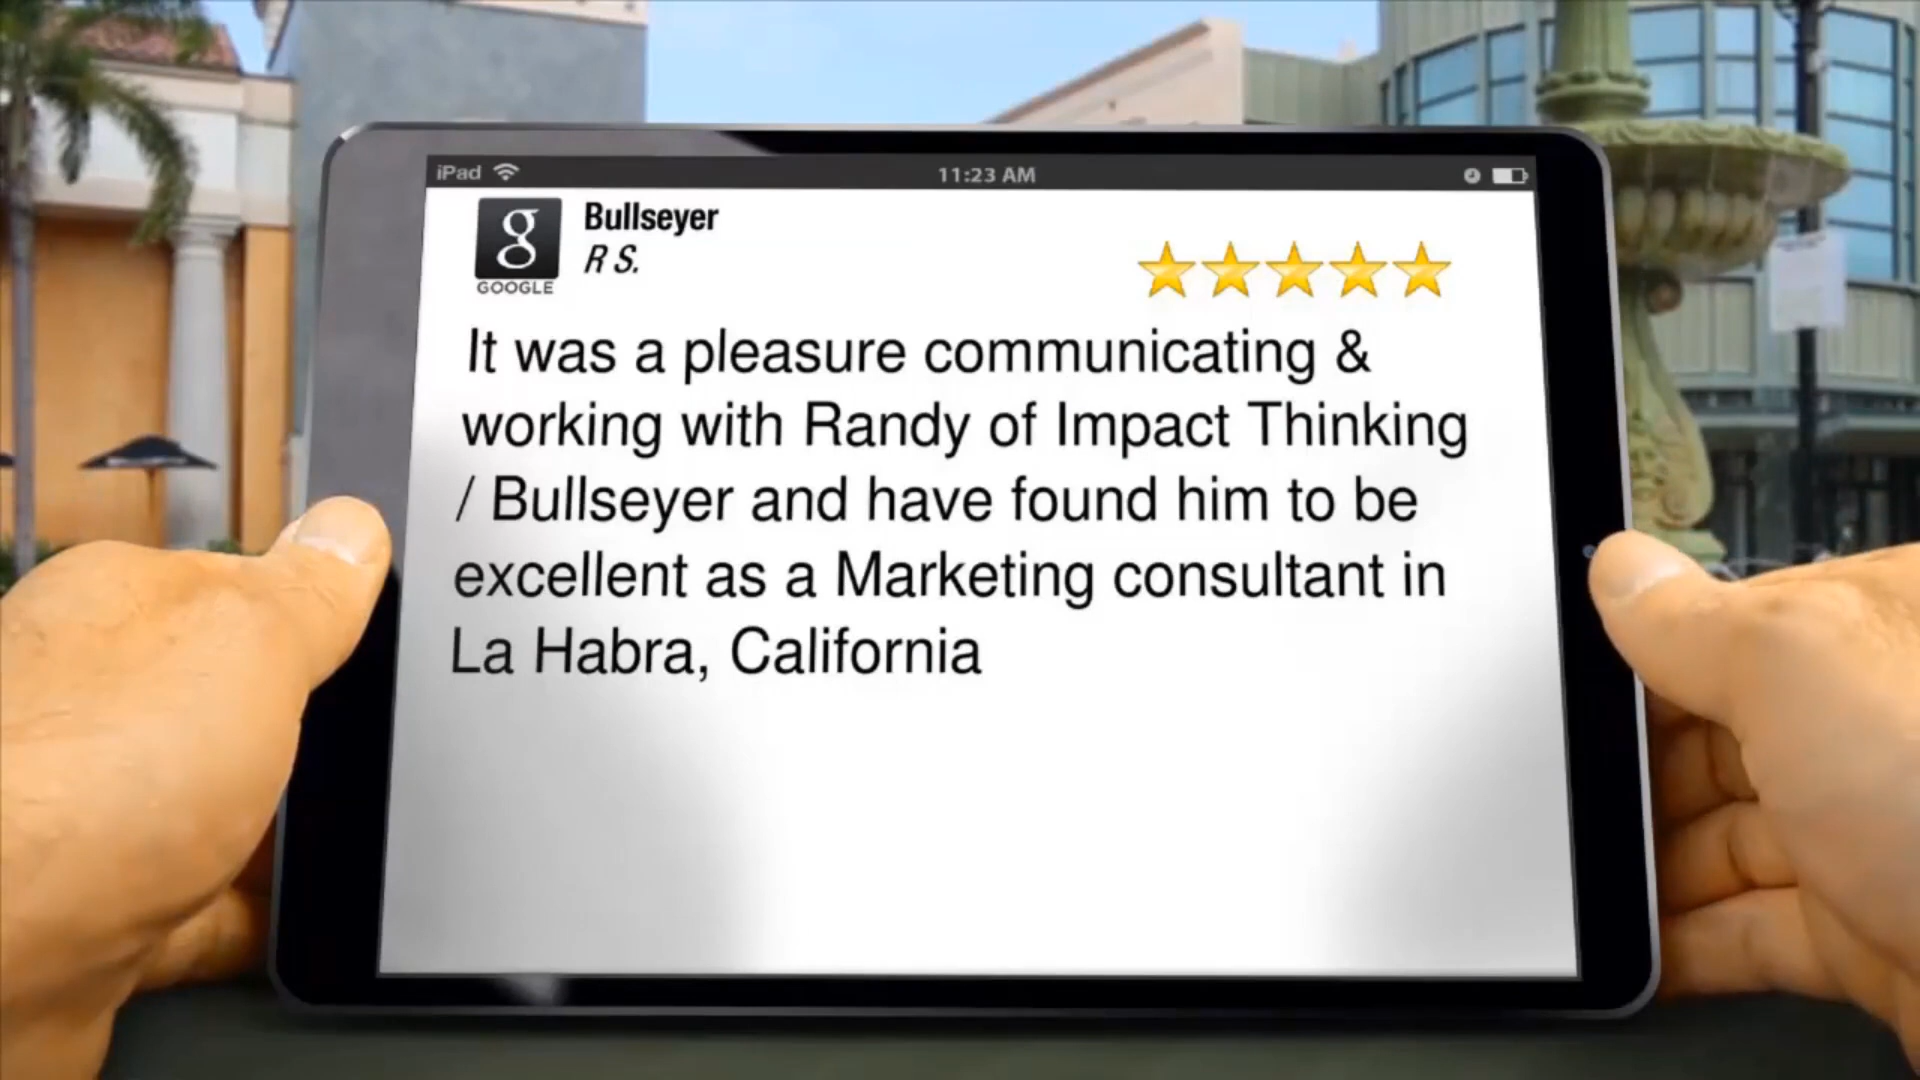 iPad
11:23 AM
g
GOOGLE
Bullseyer
R S.
It was a pleasure communicating &
working with Randy of Impact Thinking
/ Bullseyer and have found him to be
excellent as a Marketing consultant in
La Habra, California